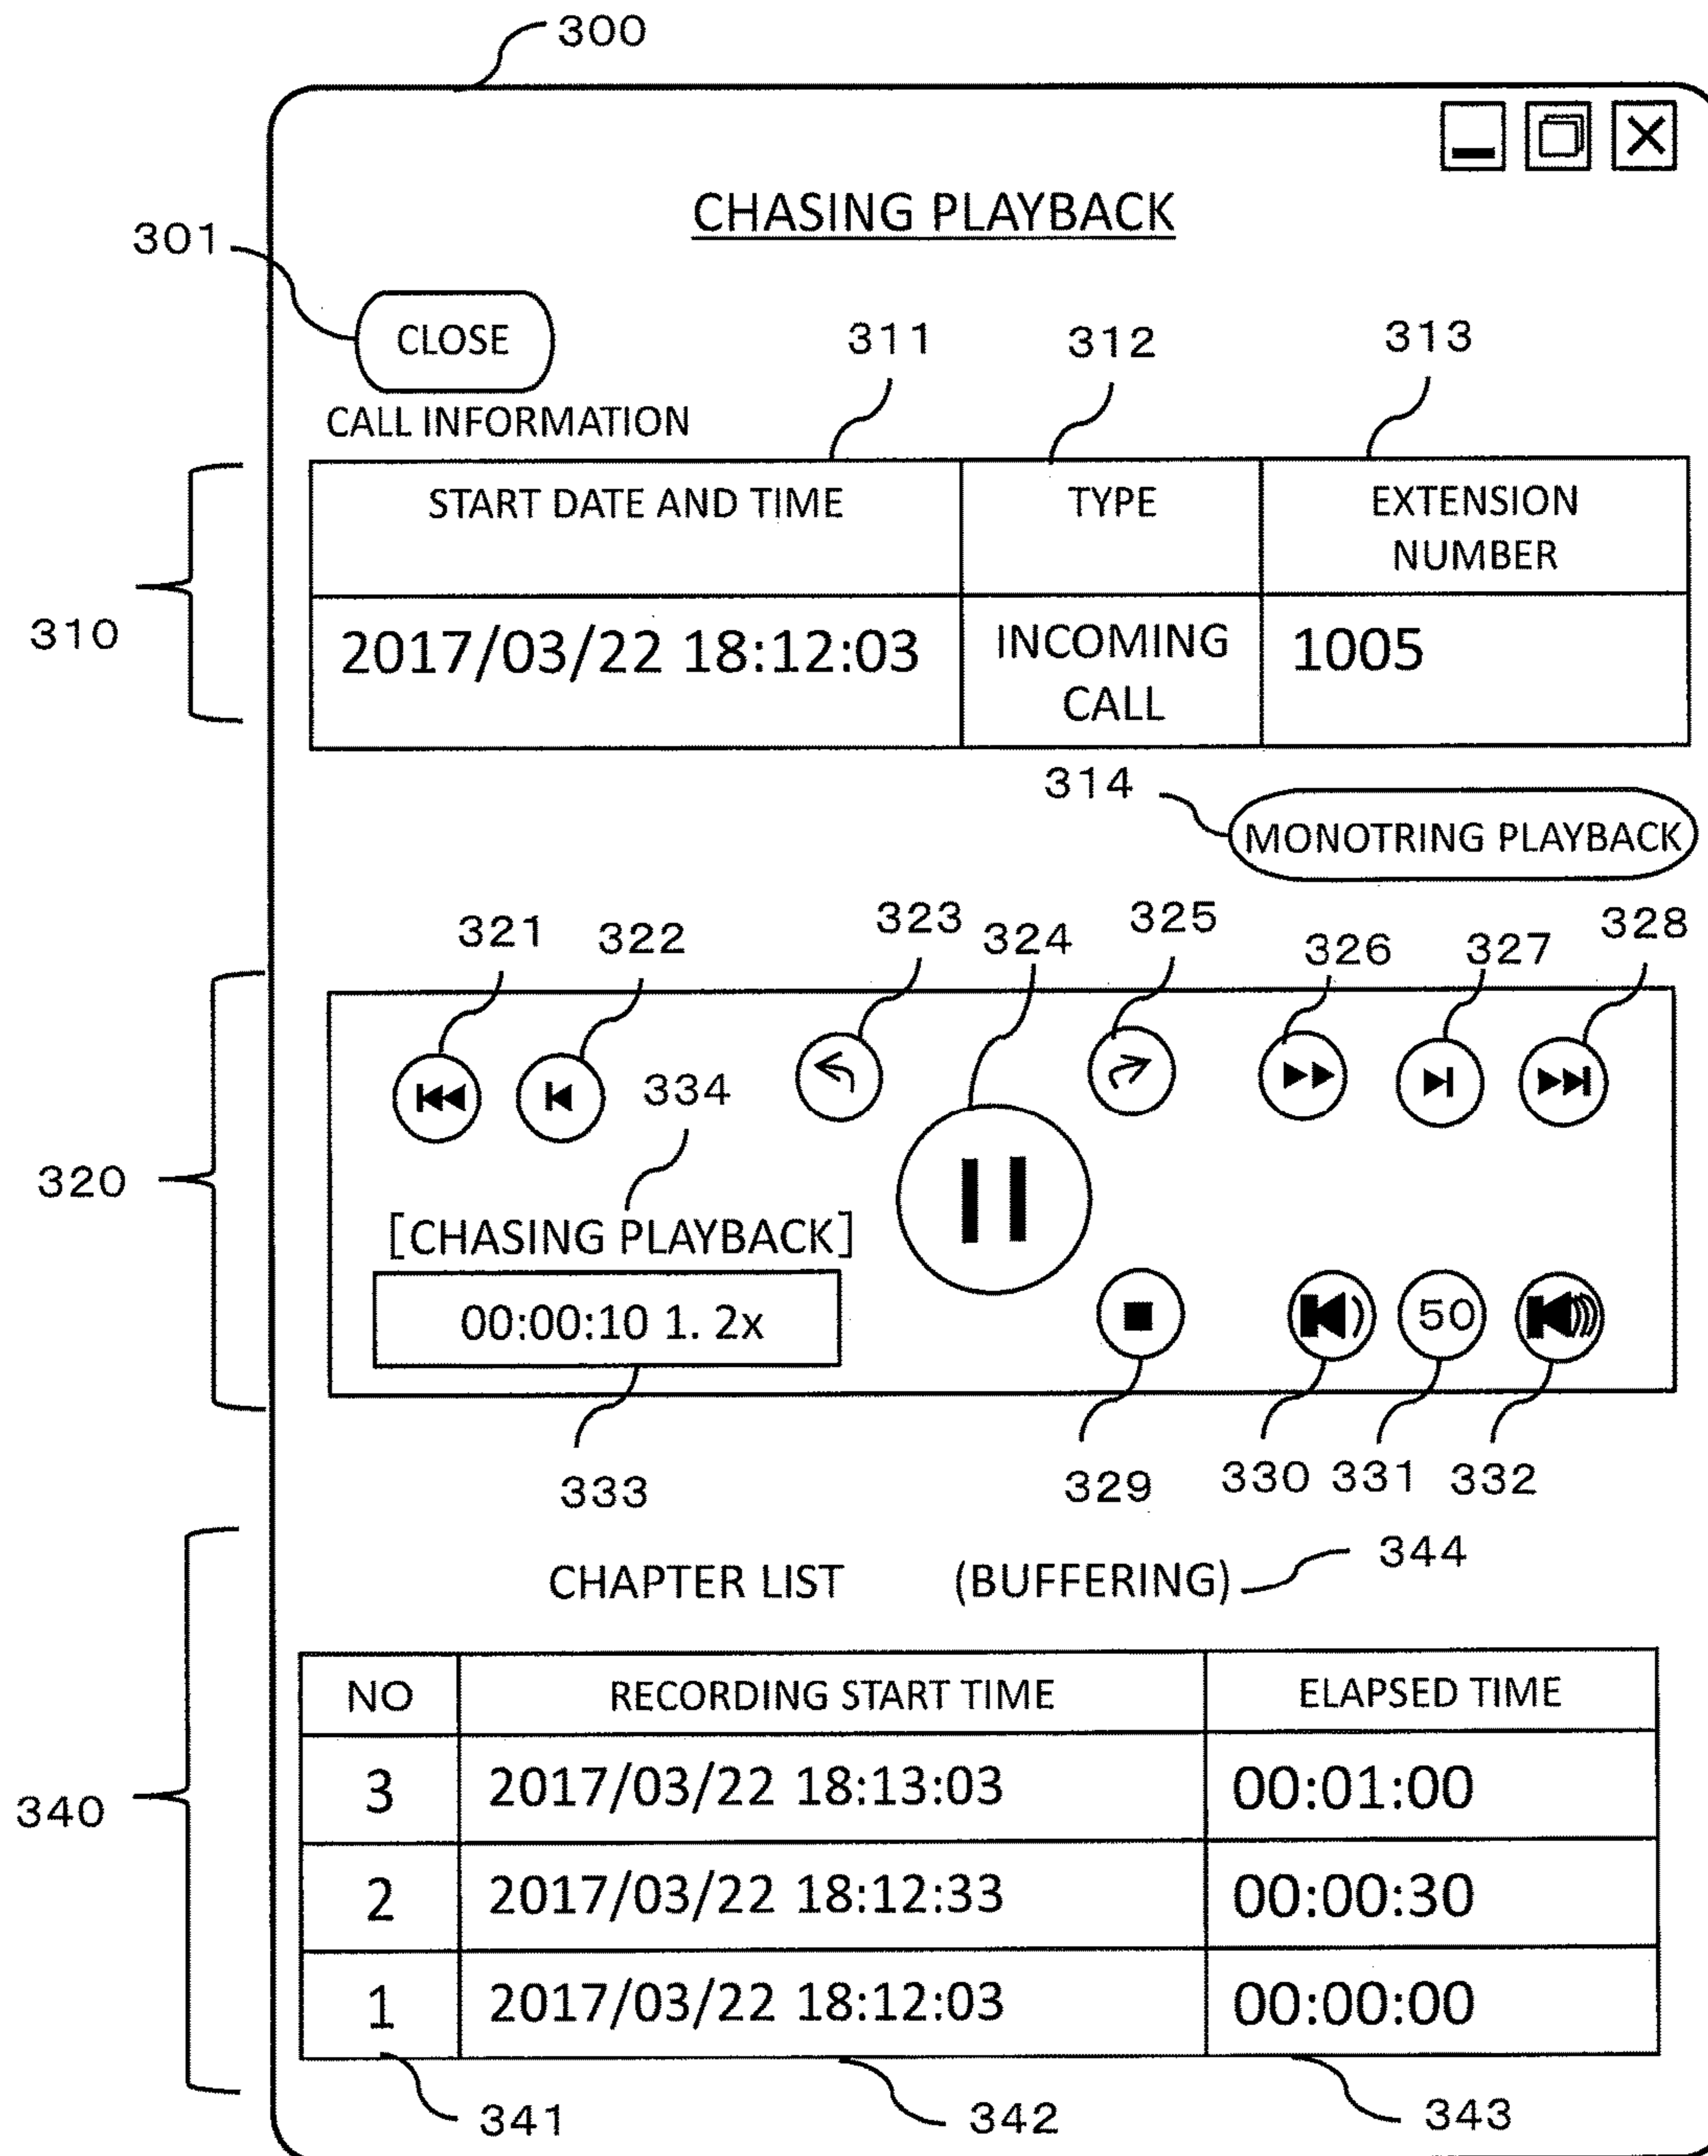 300
CHASING PLAYBACK
301
CLOSE
311 312 313
CALL INFORMATION
START DATE AND TIME TYPE EXTENSION
NUMBER
310
2017/03/22 18:12:03 INCOMING 1005
CALL
314
MONOTRING PLAYBACK
321 322 323 324 325 326 327 328
334
320
[CHASING PLAYBACK]
00:00:10 1. 2x
50
333 329 330 331 332
CHAPTER LIST (BUFFERING) 344
NO RECORDING START TIME ELAPSED TIME
3 2017/03/22 18:13:03 00:01:00
340
2 2017/03/22 18:12:33 00:00:30
1 2017/03/22 18:12:03 00:00:00
341 342 343